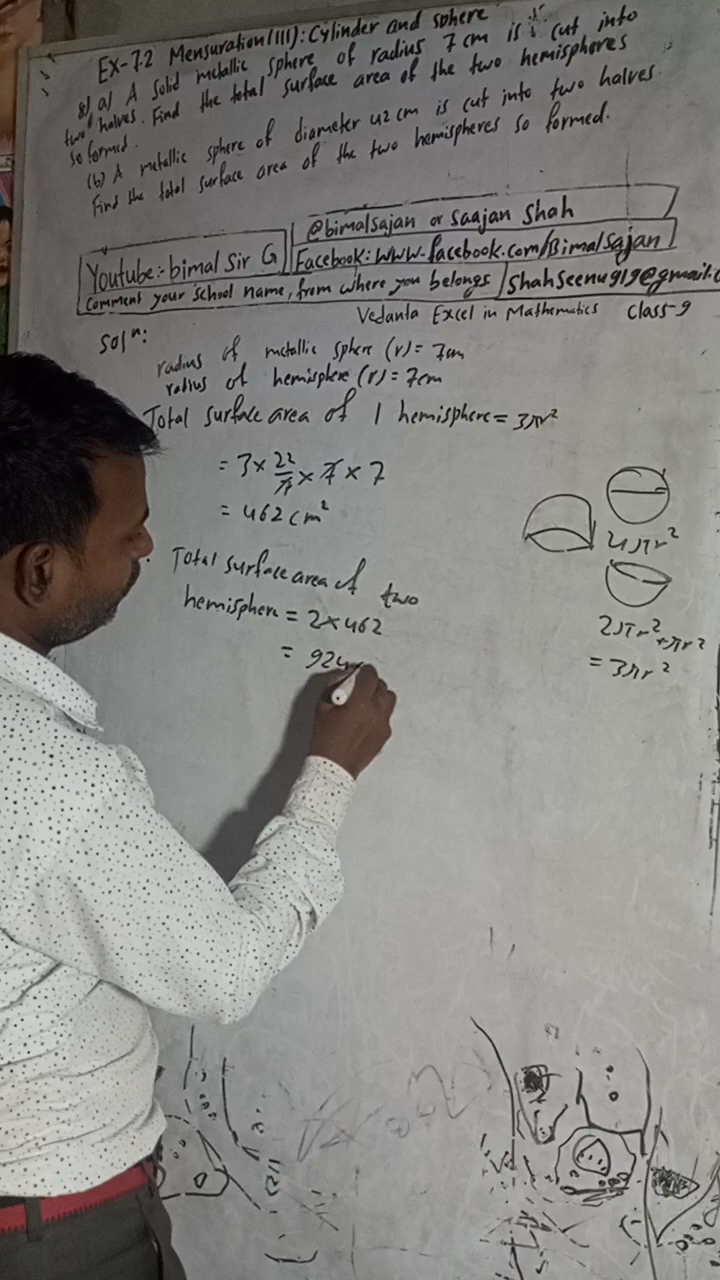 Ex-7.2 Mensuration(III): Cylinder and sphere
8) a) A solid metallic sphere of radius 7 cm is cut into
two halves. Find the total surface area of the two hemispheres
so formed.
(b) A metallic sphere of diameter 42 cm is cut into two halves.
Find the total surface area of the two hemispheres so formed.
@bimalsajan or Saajan Shah
Youtube:- bimal Sir G
Facebook: www.facebook.com/Bimalsajan
Comment your school name, from where you belongs
shahseenu919@gmail.c
Vedanta Excel in Mathematics Class-9
Solⁿ:
radius of metallic sphere (r) = 7cm
radius of hemisphere (r) = 7cm
Total surface area of 1 hemisphere = 3πr²
= 3 × 22/7 × 7 × 7
= 462 cm²
Total surface area of two
hemisphere = 2×462
= 924
4πr²
2πr² + πr²
= 3πr²